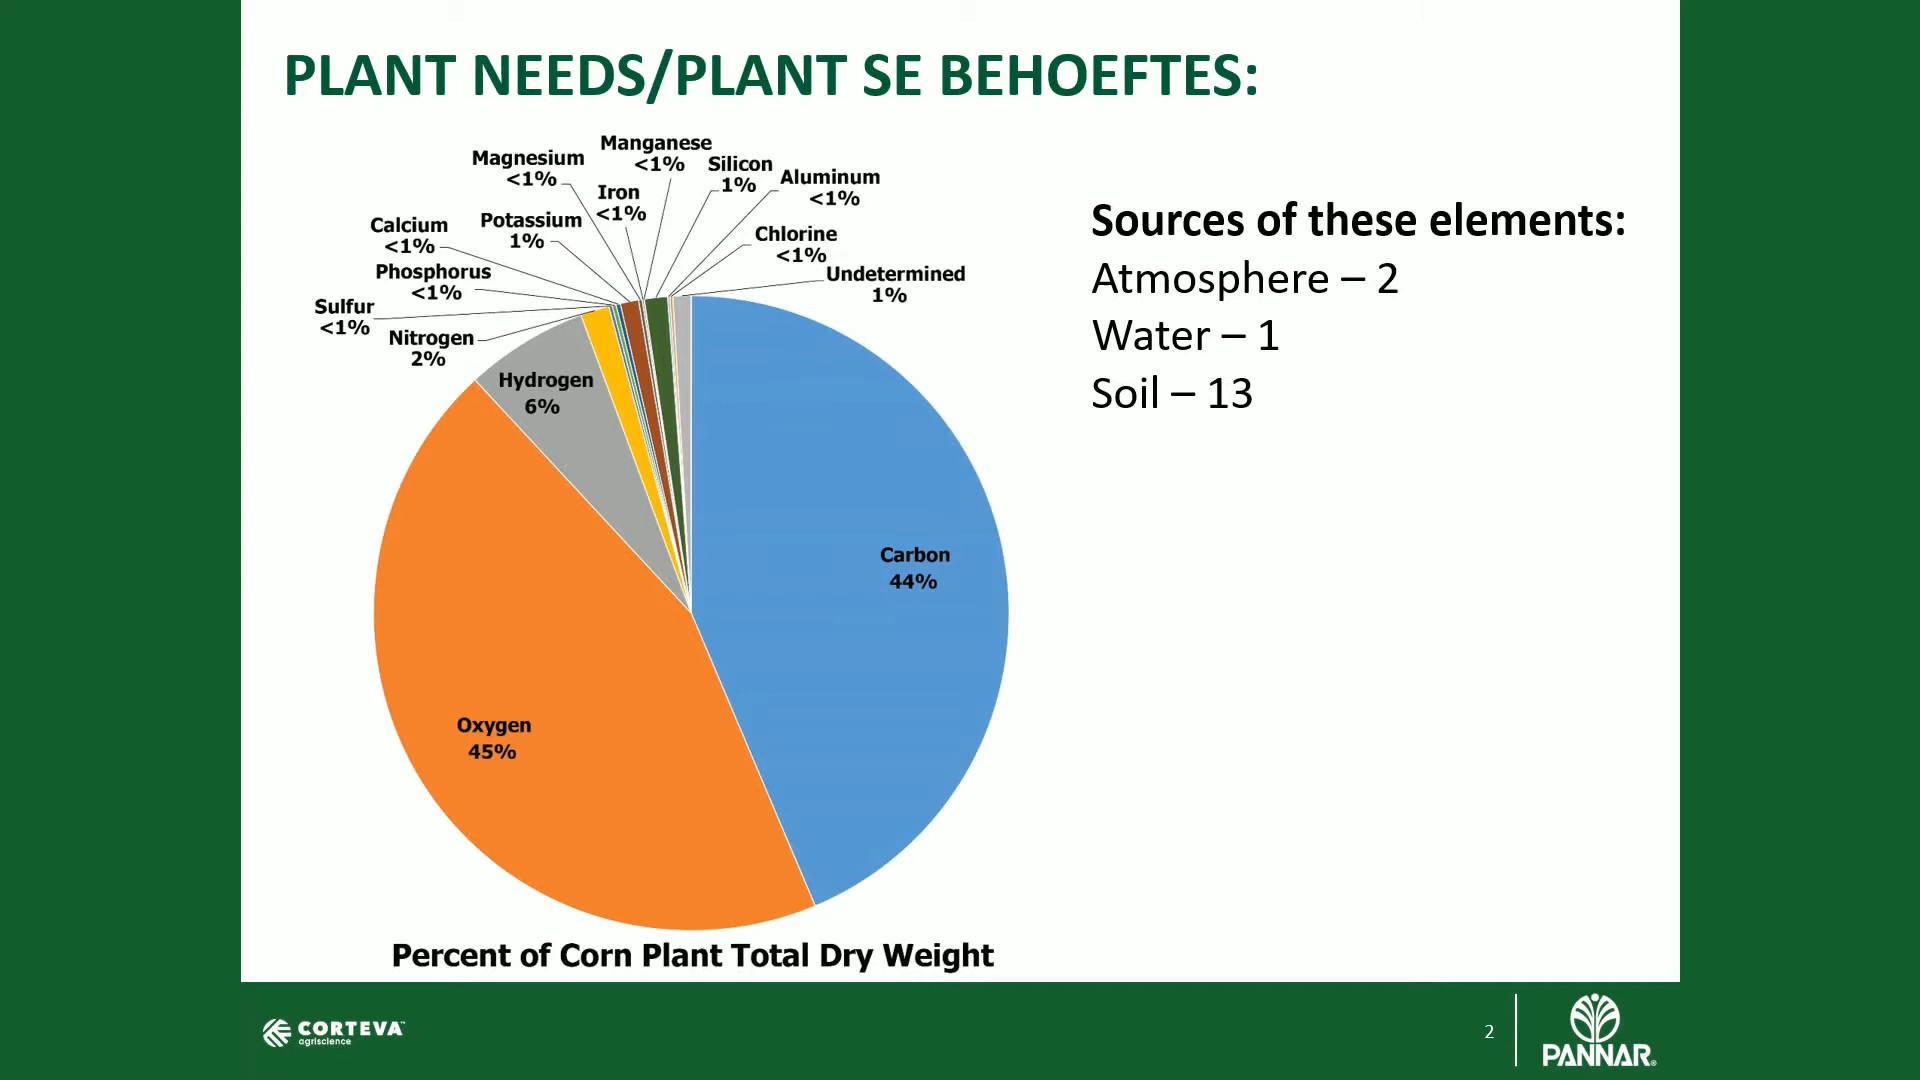 PLANT NEEDS/PLANT SE BEHOEFTES:
Manganese
<1%
Magnesium
<1%
Silicon
1%
Aluminum
<1%
Iron
<1%
Potassium
1%
Calcium
<1%
Chlorine
<1%
Phosphorus
<1%
Undetermined
1%
Sulfur
<1%
Nitrogen
2%
Hydrogen
6%
Carbon
44%
Oxygen
45%
Percent of Corn Plant Total Dry Weight
Sources of these elements:
Atmosphere – 2
Water – 1
Soil – 13
CORTEVA™
agriscience
2
PANNAR®